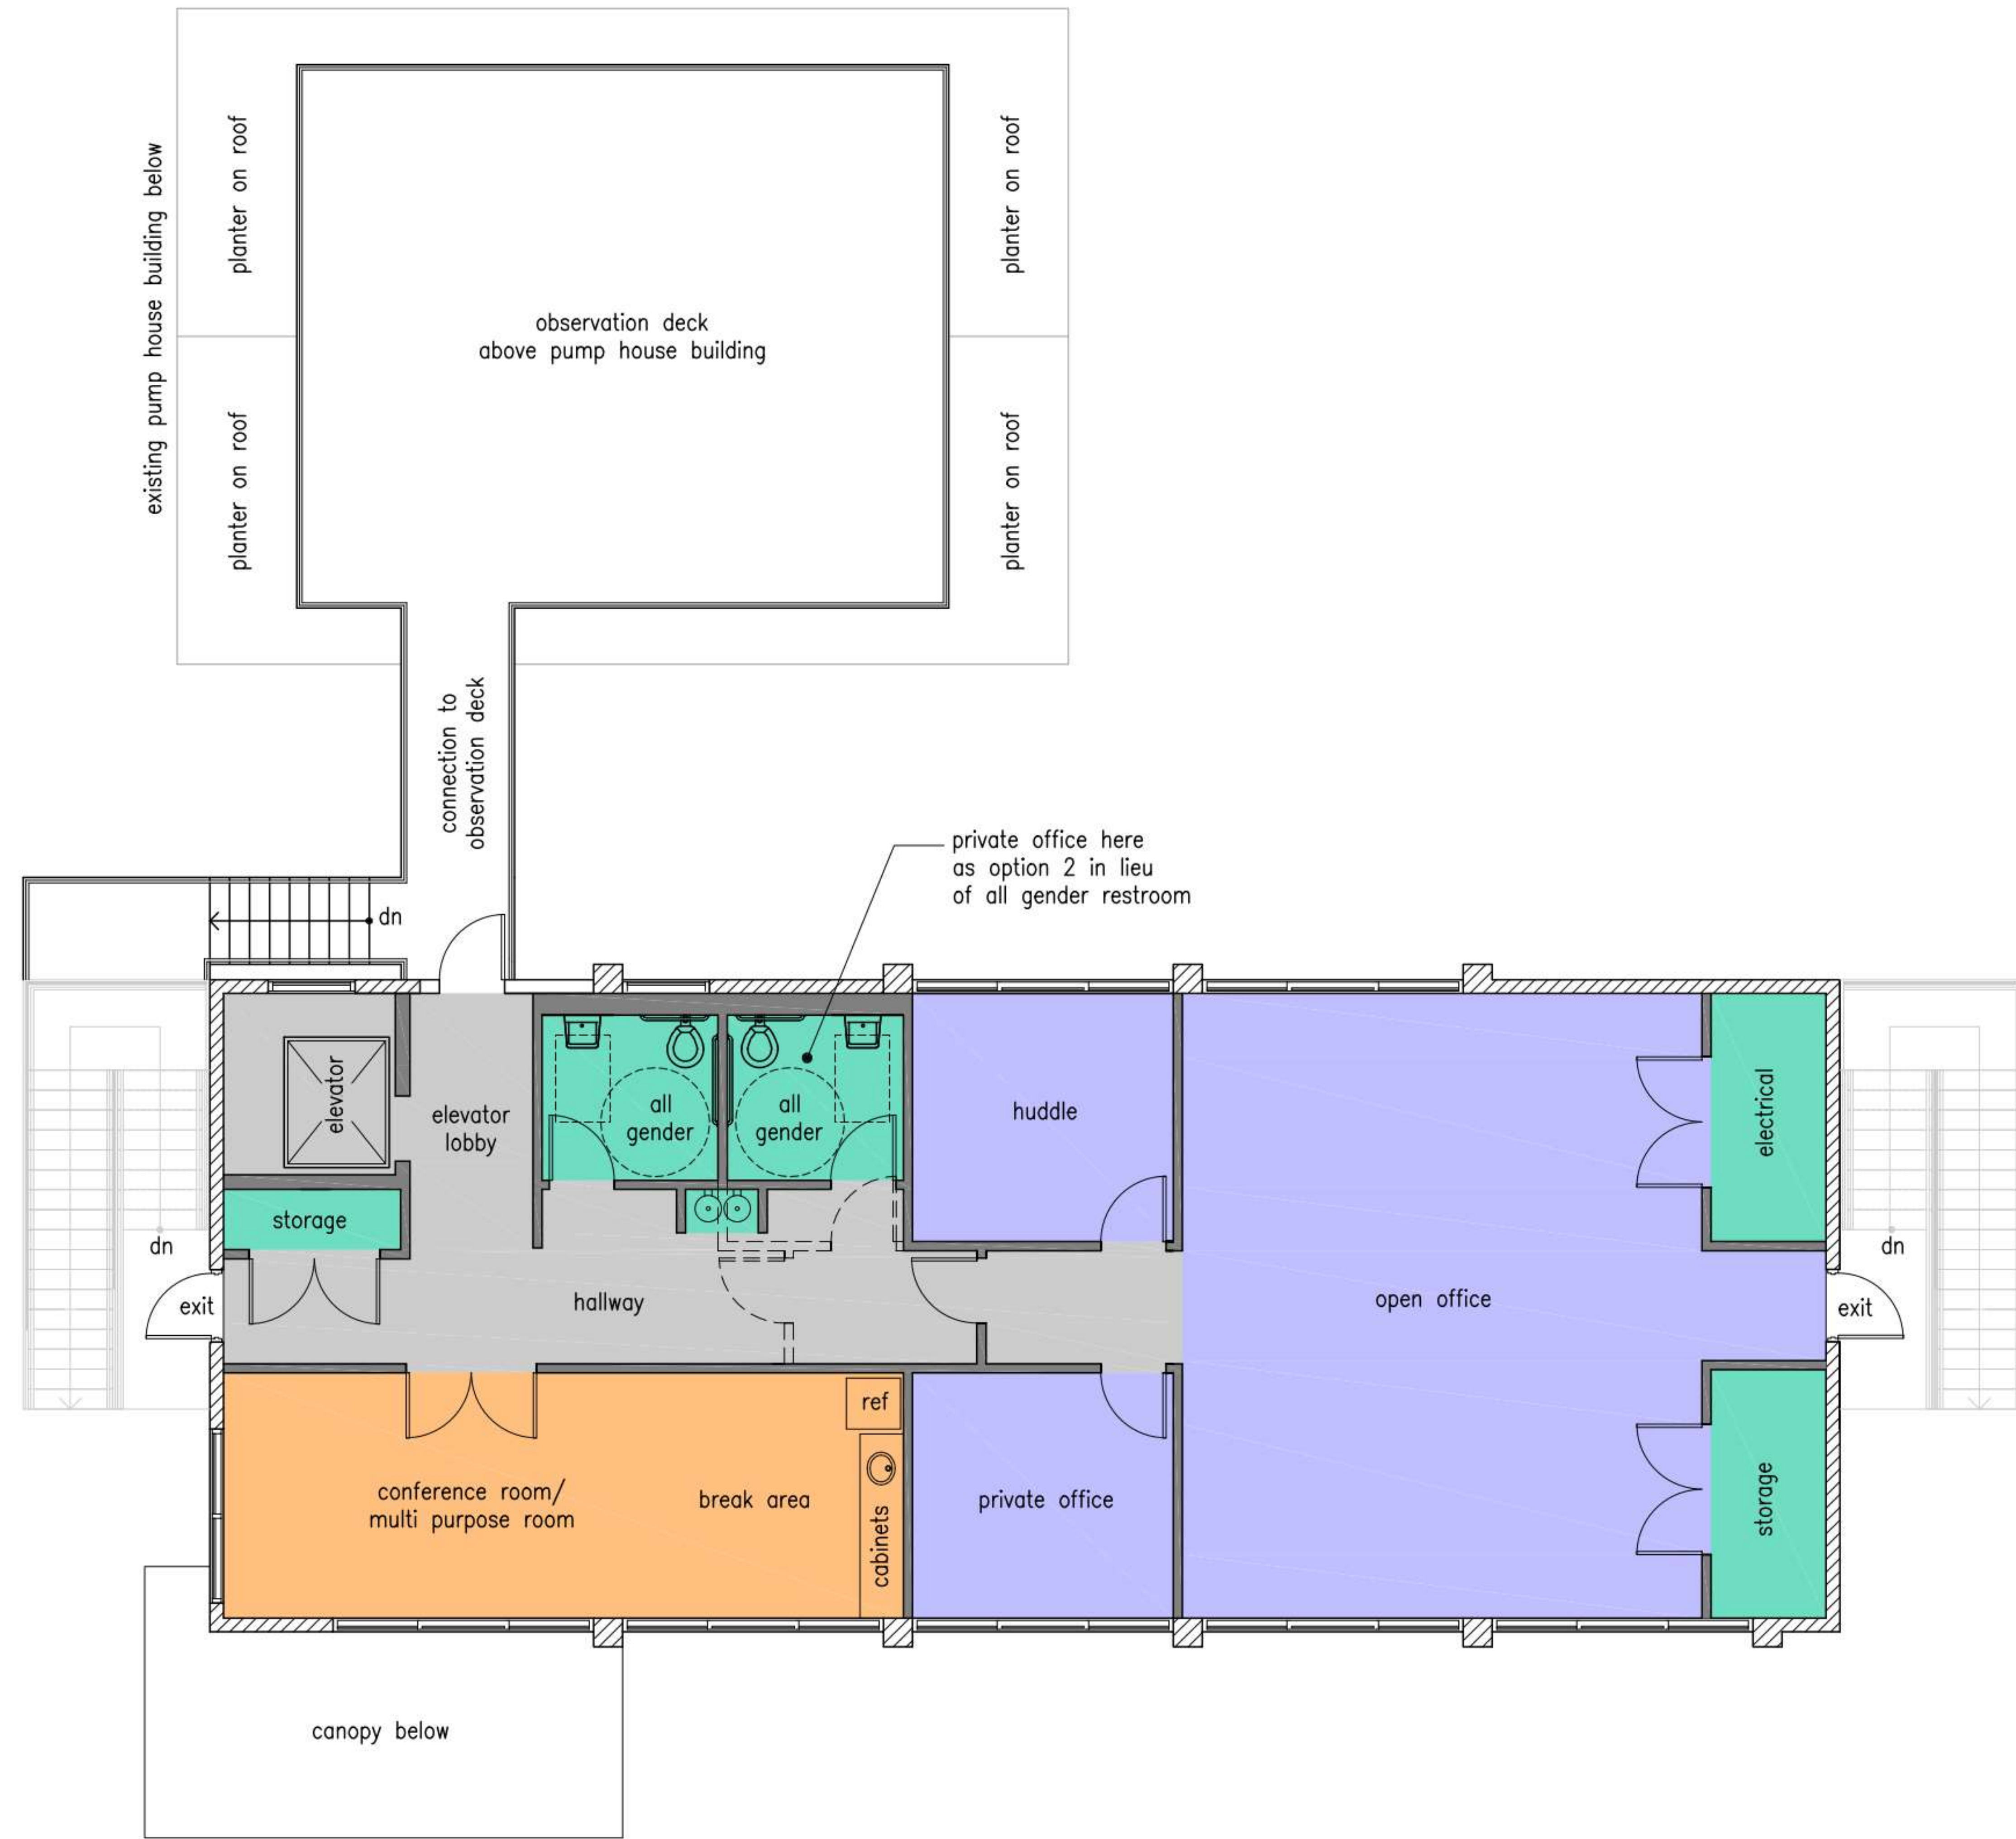 existing pump house building below
planter on roof
planter on roof
observation deck
above pump house building
planter on roof
planter on roof
connection to
observation deck
private office here
as option 2 in lieu
of all gender restroom
dn
elevator
elevator
lobby
all
gender
all
gender
huddle
electrical
storage
dn
dn
exit
hallway
open office
exit
ref
conference room/
multi purpose room
break area
cabinets
private office
storage
canopy below